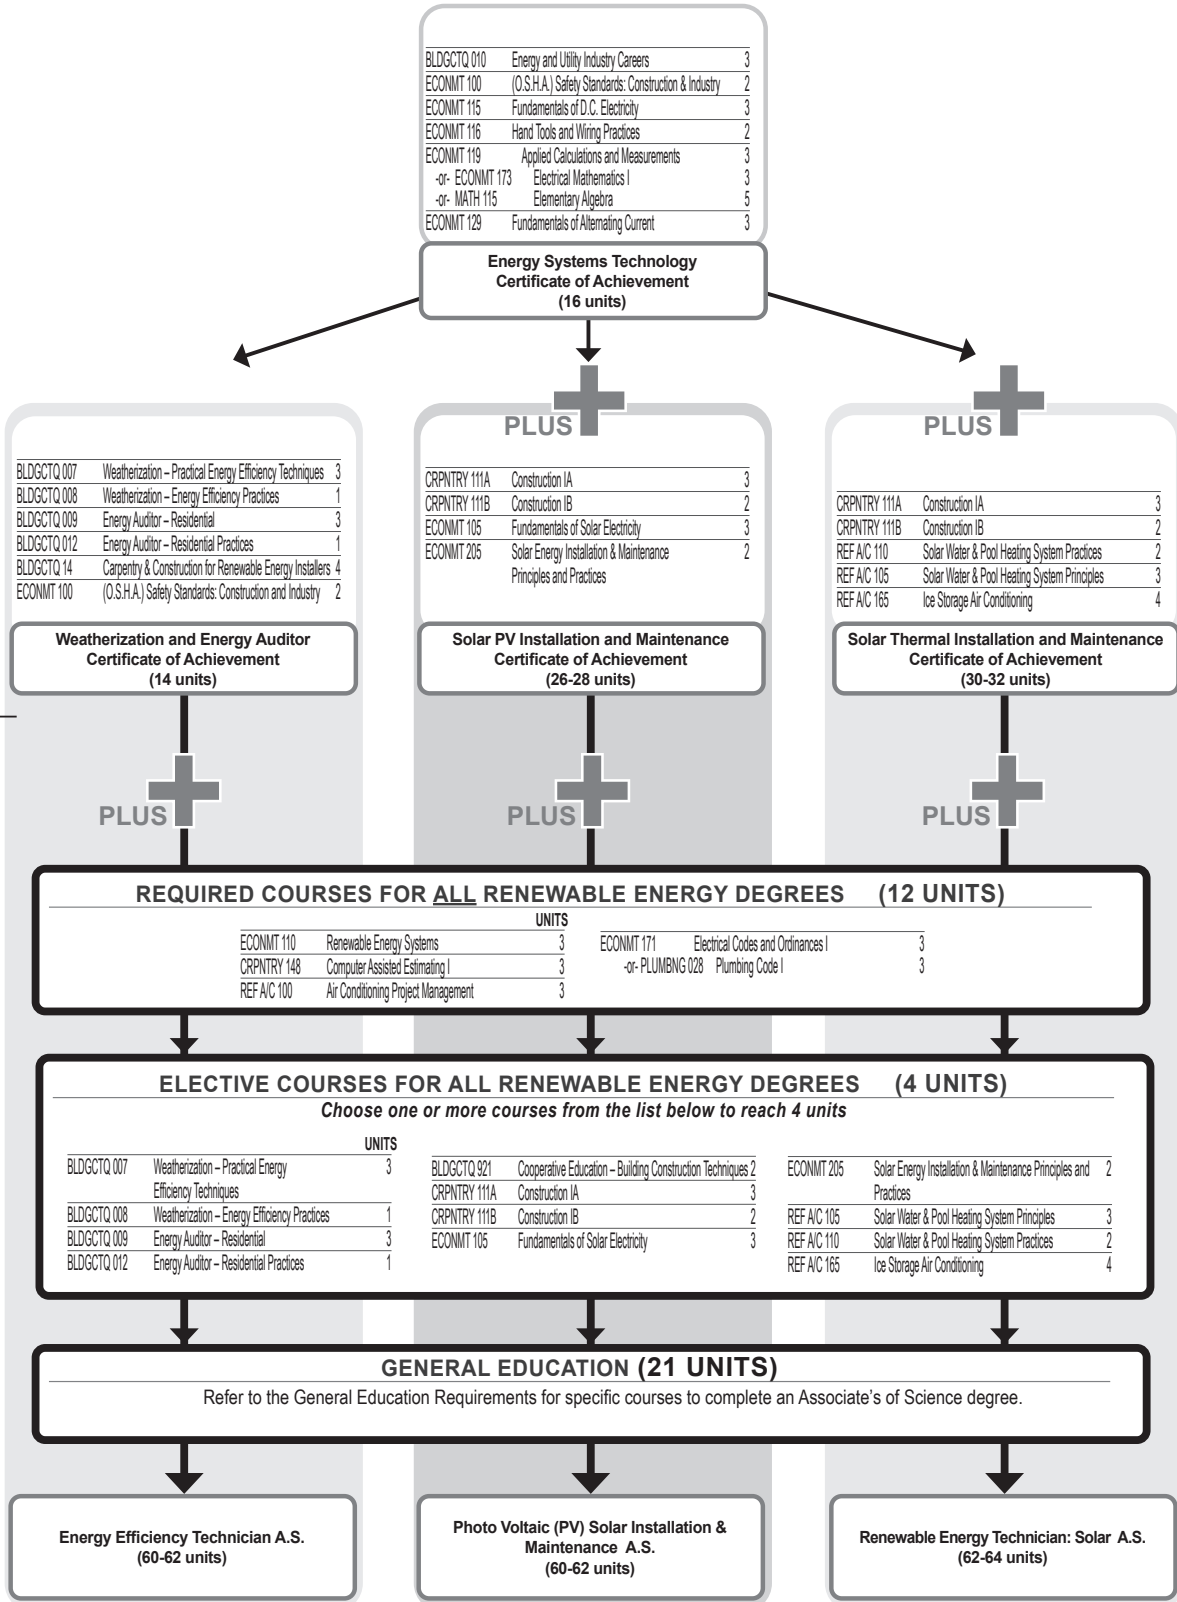 BLDGCTQ 010 Energy and Utility Industry Careers 3
ECONMT 100 (O.S.H.A.) Safety Standards: Construction & Industry 2
ECONMT 115 Fundamentals of D.C. Electricity 3
ECONMT 116 Hand Tools and Wiring Practices 2
ECONMT 119 Applied Calculations and Measurements 3
-or- ECONMT 173 Electrical Mathematics I 3
-or- MATH 115 Elementary Algebra 5
ECONMT 129 Fundamentals of Alternating Current 3
Energy Systems Technology
Certificate of Achievement
(16 units)
BLDGCTQ 007 Weatherization – Practical Energy Efficiency Techniques 3
BLDGCTQ 008 Weatherization – Energy Efficiency Practices 1
BLDGCTQ 009 Energy Auditor – Residential 3
BLDGCTQ 012 Energy Auditor – Residential Practices 1
BLDGCTQ 14 Carpentry & Construction for Renewable Energy Installers 4
ECONMT 100 (O.S.H.A.) Safety Standards: Construction and Industry 2
Weatherization and Energy Auditor
Certificate of Achievement
(14 units)
PLUS
CRPNTRY 111A Construction IA 3
CRPNTRY 111B Construction IB 2
ECONMT 105 Fundamentals of Solar Electricity 3
ECONMT 205 Solar Energy Installation & Maintenance 2
Principles and Practices
Solar PV Installation and Maintenance
Certificate of Achievement
(26-28 units)
PLUS
CRPNTRY 111A Construction IA 3
CRPNTRY 111B Construction IB 2
REF A/C 110 Solar Water & Pool Heating System Practices 2
REF A/C 105 Solar Water & Pool Heating System Principles 3
REF A/C 165 Ice Storage Air Conditioning 4
Solar Thermal Installation and Maintenance
Certificate of Achievement
(30-32 units)
PLUS
PLUS
PLUS
REQUIRED COURSES FOR ALL RENEWABLE ENERGY DEGREES (12 UNITS)
UNITS
ECONMT 110 Renewable Energy Systems 3
CRPNTRY 148 Computer Assisted Estimating I 3
REF A/C 100 Air Conditioning Project Management 3
ECONMT 171 Electrical Codes and Ordinances I 3
-or- PLUMBNG 028 Plumbing Code I 3
ELECTIVE COURSES FOR ALL RENEWABLE ENERGY DEGREES (4 UNITS)
Choose one or more courses from the list below to reach 4 units
UNITS
BLDGCTQ 007 Weatherization – Practical Energy 3
Efficiency Techniques
BLDGCTQ 008 Weatherization – Energy Efficiency Practices 1
BLDGCTQ 009 Energy Auditor – Residential 3
BLDGCTQ 012 Energy Auditor – Residential Practices 1
BLDGCTQ 921 Cooperative Education – Building Construction Techniques 2
CRPNTRY 111A Construction IA 3
CRPNTRY 111B Construction IB 2
ECONMT 105 Fundamentals of Solar Electricity 3
ECONMT 205 Solar Energy Installation & Maintenance Principles and 2
Practices
REF A/C 105 Solar Water & Pool Heating System Principles 3
REF A/C 110 Solar Water & Pool Heating System Practices 2
REF A/C 165 Ice Storage Air Conditioning 4
GENERAL EDUCATION (21 UNITS)
Refer to the General Education Requirements for specific courses to complete an Associate's of Science degree.
Energy Efficiency Technician A.S.
(60-62 units)
Photo Voltaic (PV) Solar Installation &
Maintenance A.S.
(60-62 units)
Renewable Energy Technician: Solar A.S.
(62-64 units)